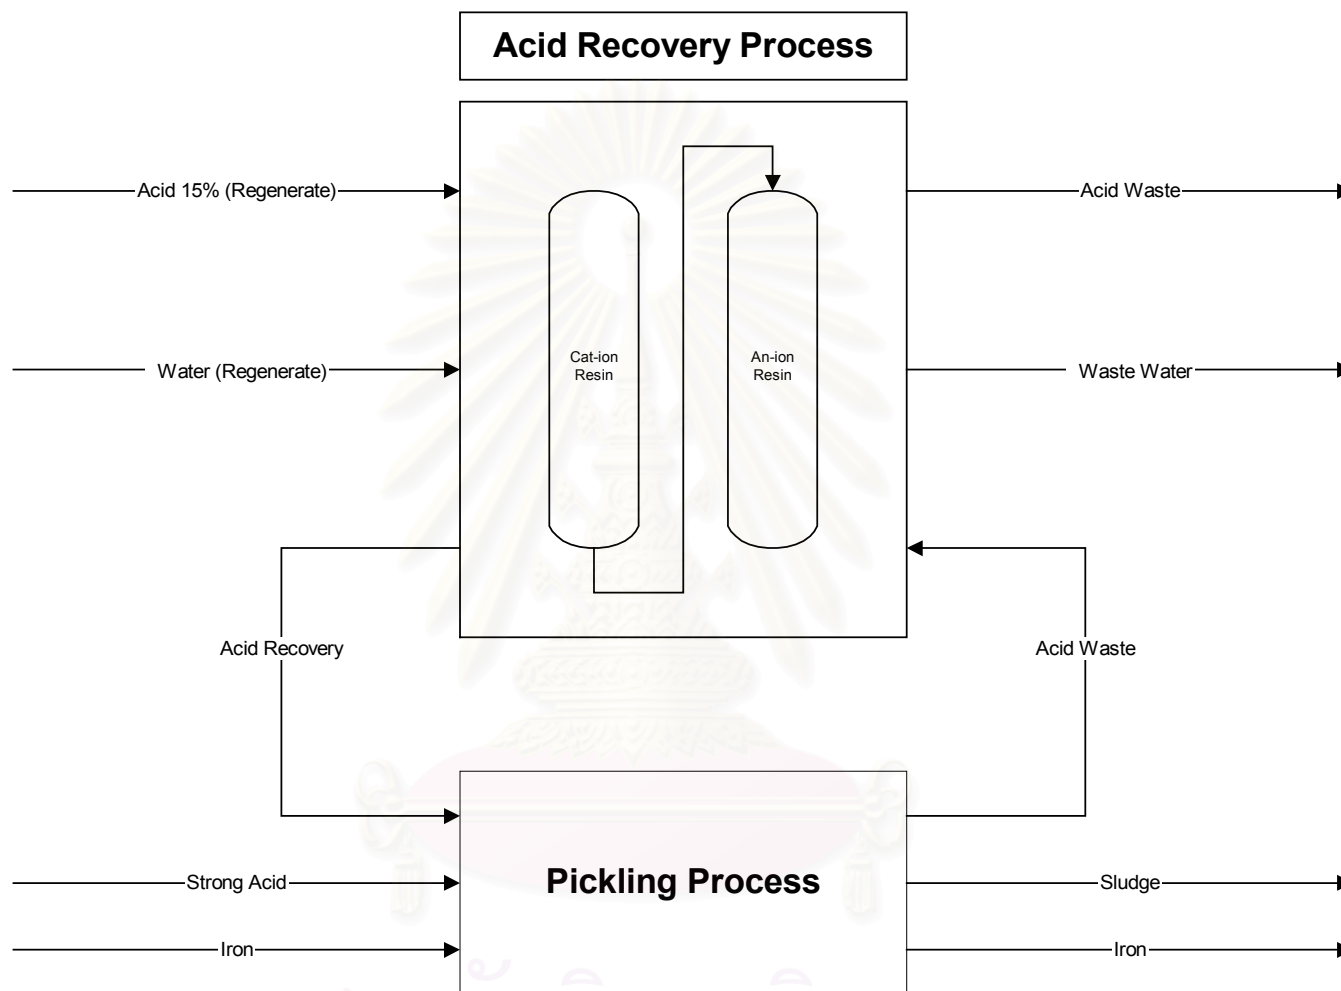 Acid Recovery Process
Acid 15% (Regenerate)
Acid Waste
Cat-ion
Resin
An-ion
Resin
Water (Regenerate)
Waste Water
Acid Recovery
Acid Waste
Pickling Process
Strong Acid
Sludge
Iron
Iron